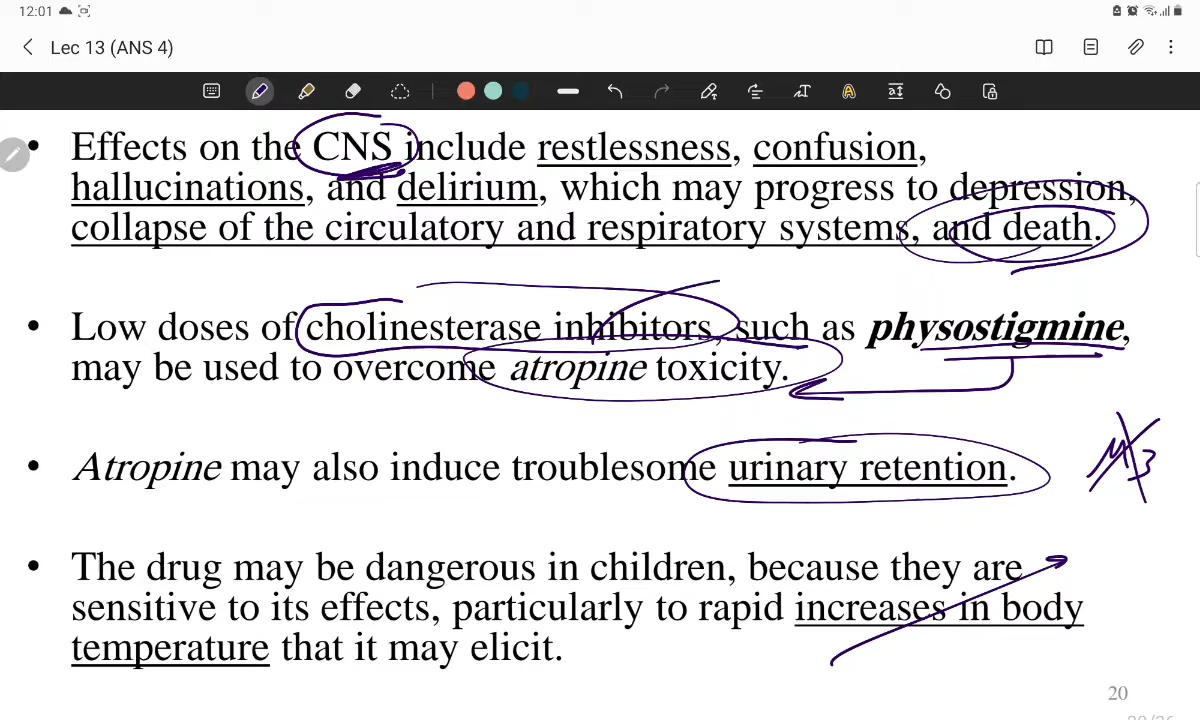 12:01
Lec 13 (ANS 4)
• Effects on the CNS include restlessness, confusion,
hallucinations, and delirium, which may progress to depression,
collapse of the circulatory and respiratory systems, and death.
• Low doses of cholinesterase inhibitors, such as physostigmine,
may be used to overcome atropine toxicity.
• Atropine may also induce troublesome urinary retention.
M3
• The drug may be dangerous in children, because they are
sensitive to its effects, particularly to rapid increases in body
temperature that it may elicit.
20